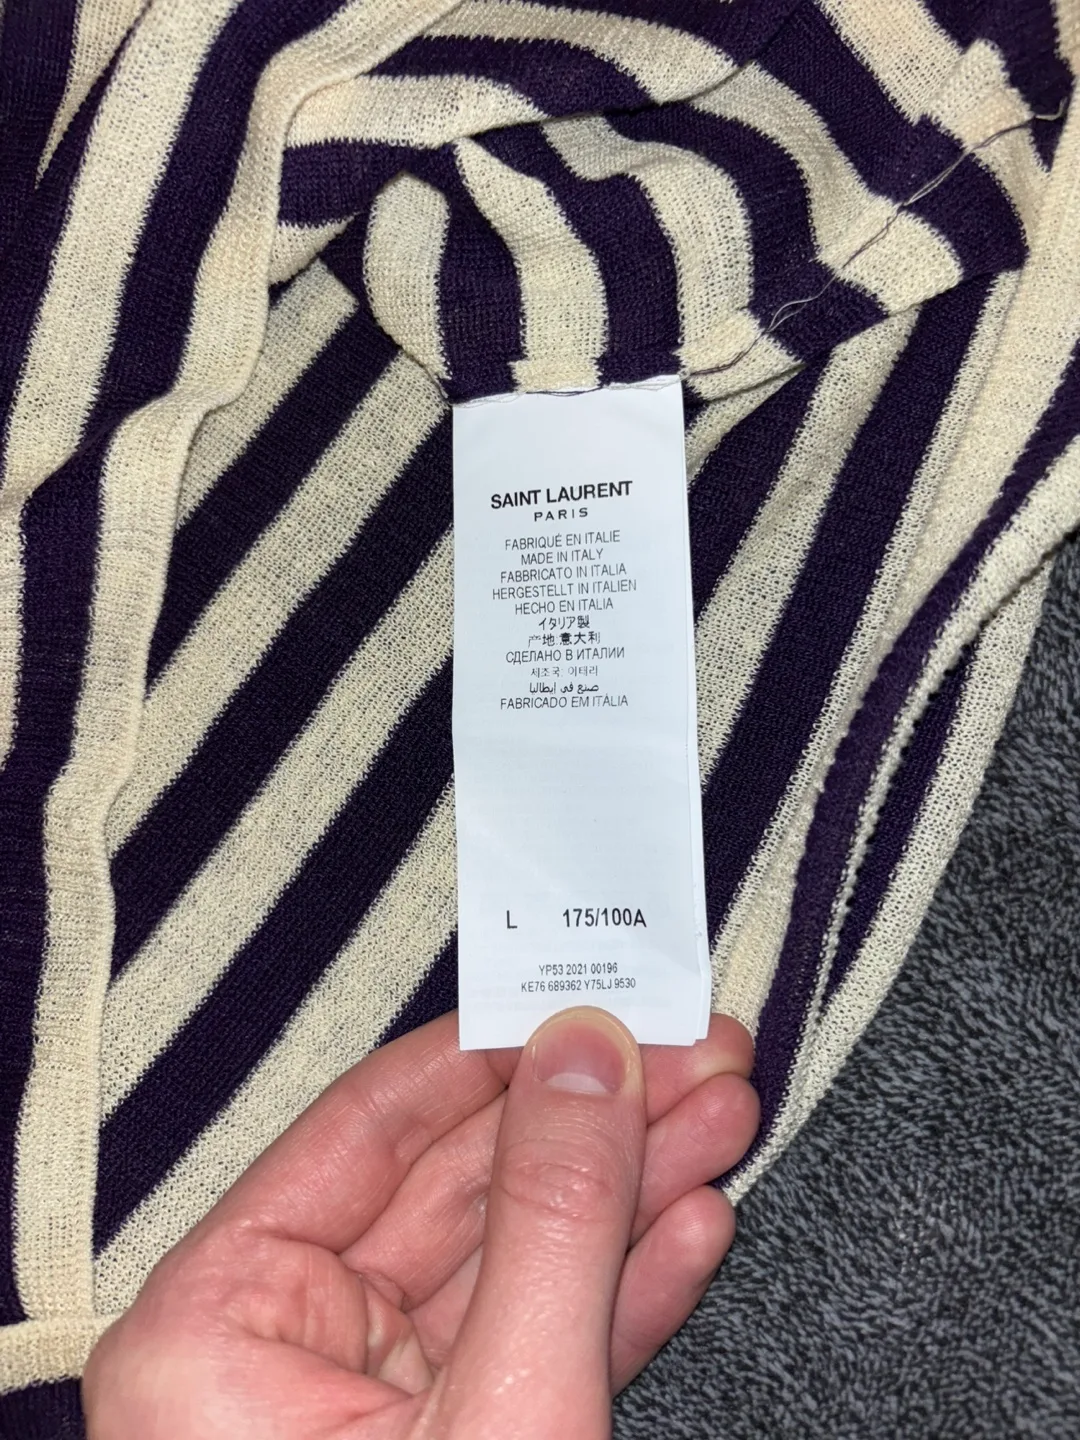 SAINT LAURENT
PARIS
FABRIQUÉ EN ITALIE
MADE IN ITALY
FABBRICATO IN ITALIA
HERGESTELLT IN ITALIEN
HECHO EN ITALIA
イタリア製
产地:意大利
СДЕЛАНО В ИТАЛИИ
제조국: 이태리
صنع في إيطاليا
FABRICADO EM ITÁLIA
L 175/100A
YP53 2021 00196
KE76 689362 Y75LJ 9530